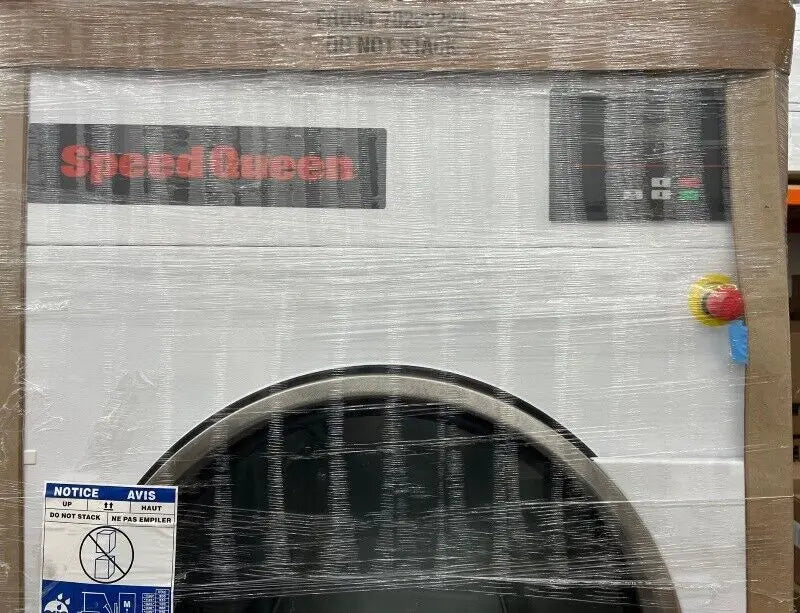 DO NOT STACK
Speed Queen
NOTICE AVIS
UP HAUT
DO NOT STACK NE PAS EMPILER